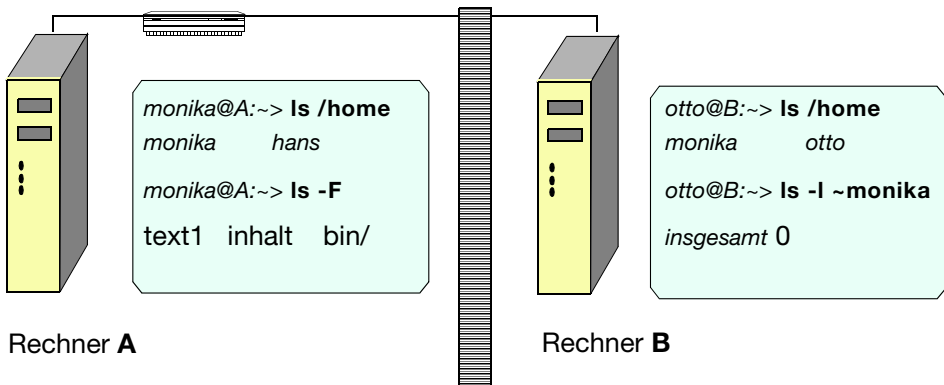 monika@A:~> ls /home
monika hans
monika@A:~> ls -F
text1 inhalt bin/
Rechner A
otto@B:~> ls /home
monika otto
otto@B:~> ls -l ~monika
insgesamt 0
Rechner B